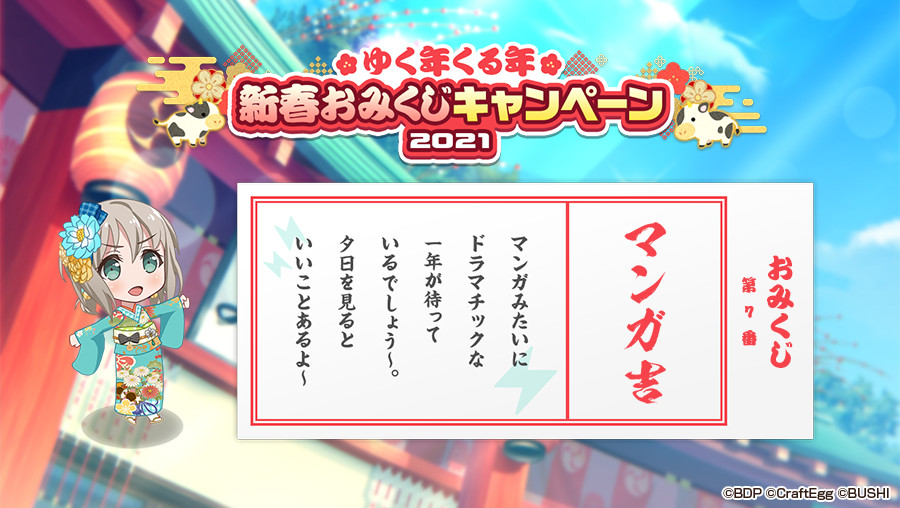 ゆく年くる年
新春おみくじキャンペーン
2021
おみくじ
第7番
マンガ吉
マンガみたいに
ドラマチックな
一年が待って
いるでしょう〜。
夕日を見ると
いいことあるよ〜
©BDP ©CraftEgg ©BUSHI